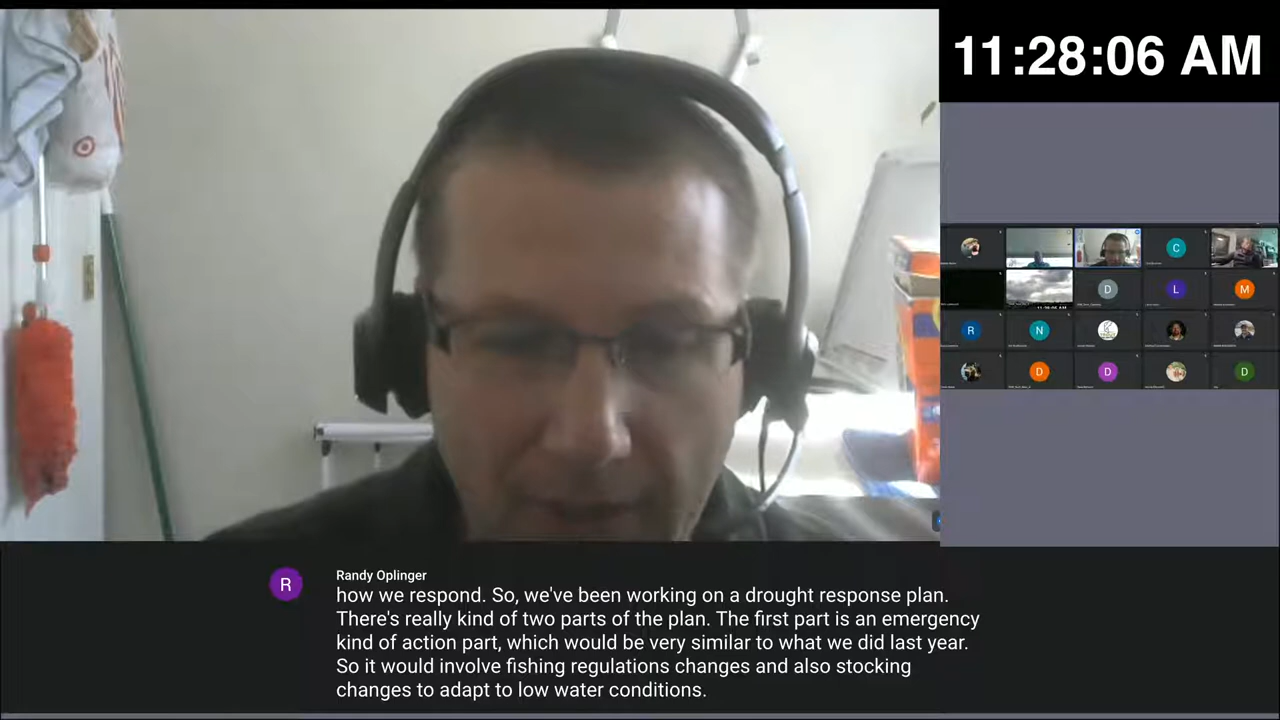 11:28:06 AM
C
D
L
M
R
N
D
D
D
R
Randy Oplinger
how we respond. So, we've been working on a drought response plan.
There's really kind of two parts of the plan. The first part is an emergency
kind of action part, which would be very similar to what we did last year.
So it would involve fishing regulations changes and also stocking
changes to adapt to low water conditions.